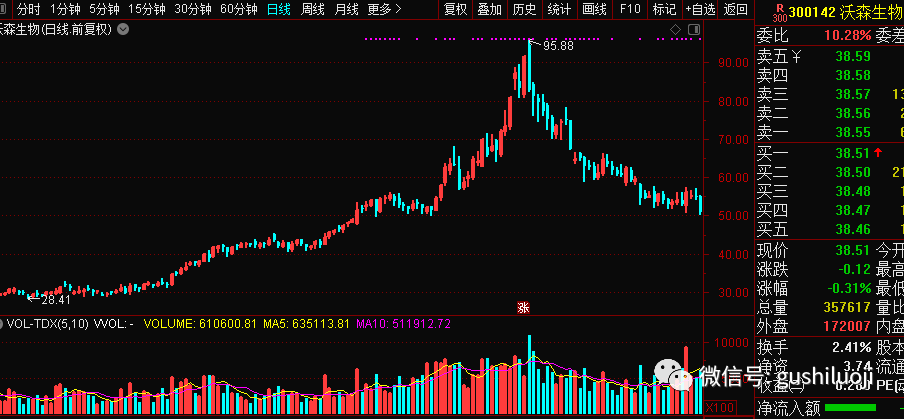 分时 1分钟 5分钟 15分钟 30分钟 60分钟 日线 周线 月线 更多 复权 叠加 历史 统计 画线 F10 标记 +自选 返回
沃森生物(日线.前复权)
R 300 300142 沃森生物
委比 10.28% 委差
卖五 ¥ 38.59
卖四 38.58
卖三 38.57
卖二 38.56
卖一 38.55
买一 38.51
买二 38.50
买三 38.48
买四 38.47
买五 38.46
现价 38.51 今开
涨跌 -0.12 最高
涨幅 -0.31% 最低
总量 357617 量比
外盘 172007 内盘
换手 2.41% 股本
净资 3.74 流通
PE
净流入额
95.88
28.41
90.00
80.00
70.00
60.00
50.00
40.00
30.00
涨
VOL-TDX(5,10) VVOL: - VOLUME: 610600.81 MA5: 635113.81 MA10: 511912.72
10000
X100
微信号: gushiluoji